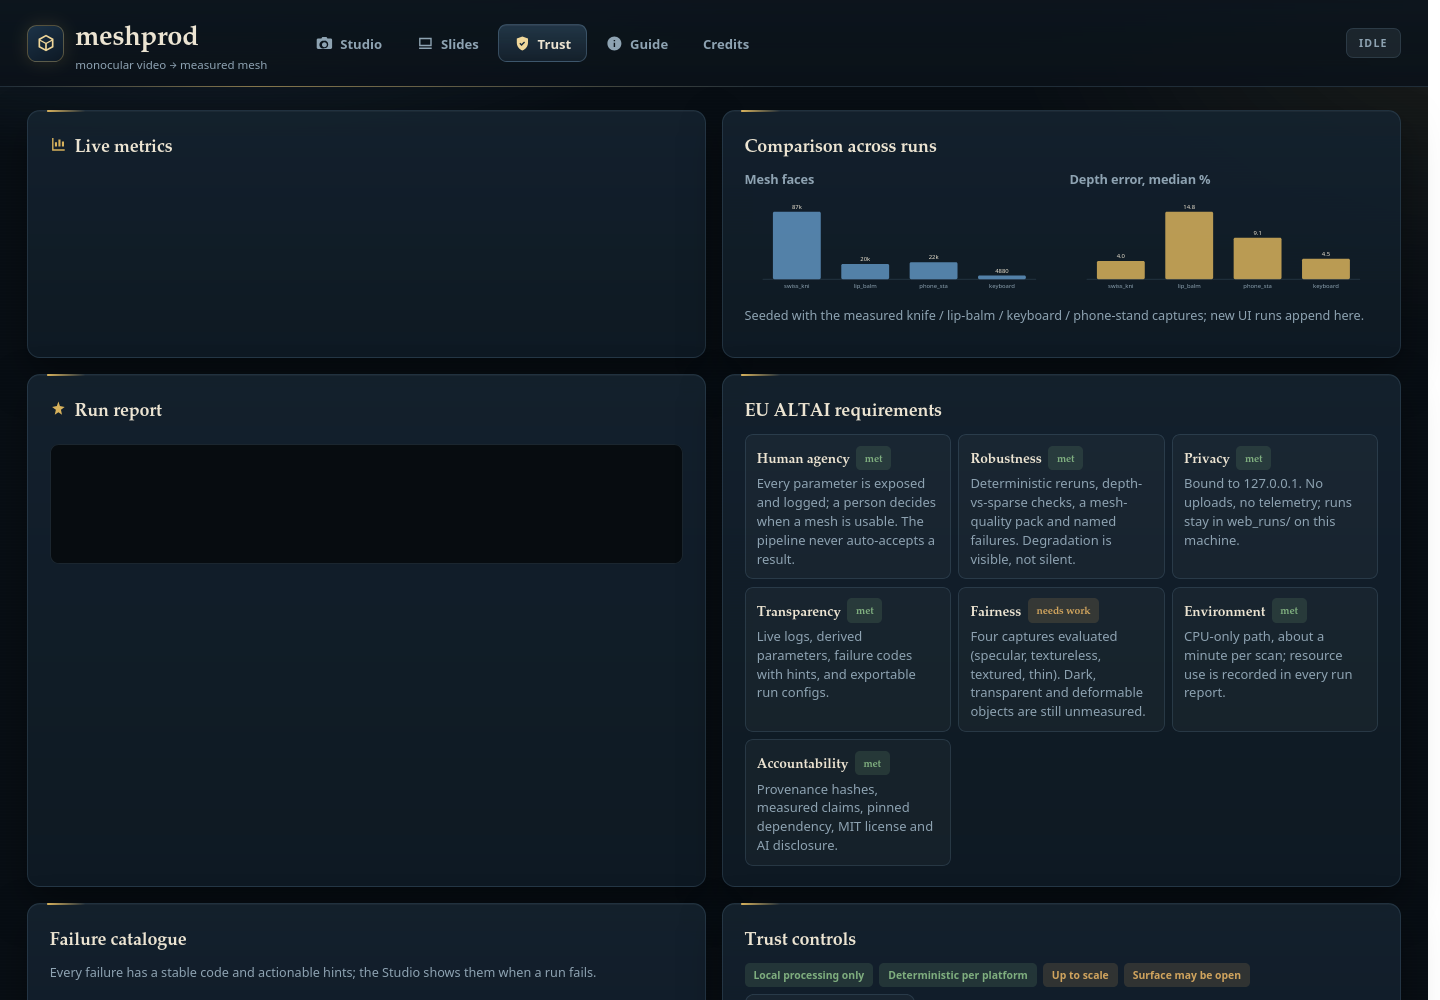 meshprod
monocular video → measured mesh
Studio
Slides
Trust
Guide
Credits
IDLE
Live metrics
Comparison across runs
Mesh faces
87k
20k
22k
4880
swiss_kni
lip_balm
phone_sta
keyboard
Depth error, median %
4.0
14.8
9.1
4.5
swiss_kni
lip_balm
phone_sta
keyboard
Seeded with the measured knife / lip-balm / keyboard / phone-stand captures; new UI runs append here.
Run report
EU ALTAI requirements
Human agency met
Every parameter is exposed
and logged; a person decides
when a mesh is usable. The
pipeline never auto-accepts a
result.
Robustness met
Deterministic reruns, depth-
vs-sparse checks, a mesh-
quality pack and named
failures. Degradation is
visible, not silent.
Privacy met
Bound to 127.0.0.1. No
uploads, no telemetry; runs
stay in web_runs/ on this
machine.
Transparency met
Live logs, derived
parameters, failure codes
with hints, and exportable
run configs.
Fairness needs work
Four captures evaluated
(specular, textureless,
textured, thin). Dark,
transparent and deformable
objects are still unmeasured.
Environment met
CPU-only path, about a
minute per scan; resource
use is recorded in every run
report.
Accountability met
Provenance hashes,
measured claims, pinned
dependency, MIT license and
AI disclosure.
Failure catalogue
Every failure has a stable code and actionable hints; the Studio shows them when a run fails.
Trust controls
Local processing only
Deterministic per platform
Up to scale
Surface may be open